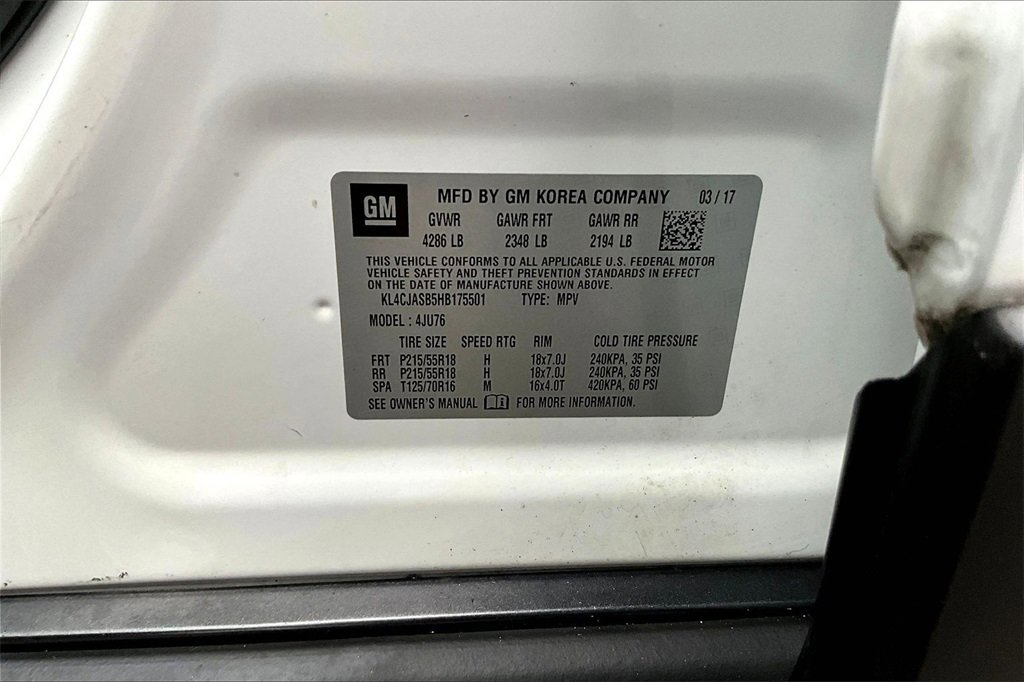 GM
MFD BY GM KOREA COMPANY 03/17
GVWR GAWR FRT GAWR RR
4286 LB 2348 LB 2194 LB
THIS VEHICLE CONFORMS TO ALL APPLICABLE U.S. FEDERAL MOTOR
VEHICLE SAFETY AND THEFT PREVENTION STANDARDS IN EFFECT
ON THE DATE OF MANUFACTURE SHOWN ABOVE.
KL4CJASB5HB175501 TYPE: MPV
MODEL : 4JU76
TIRE SIZE SPEED RTG RIM COLD TIRE PRESSURE
FRT P215/55R18 H 18x7.0J 240KPA, 35 PSI
RR P215/55R18 H 18x7.0J 240KPA, 35 PSI
SPA T125/70R16 M 16x4.0T 420KPA, 60 PSI
SEE OWNER'S MANUAL FOR MORE INFORMATION.